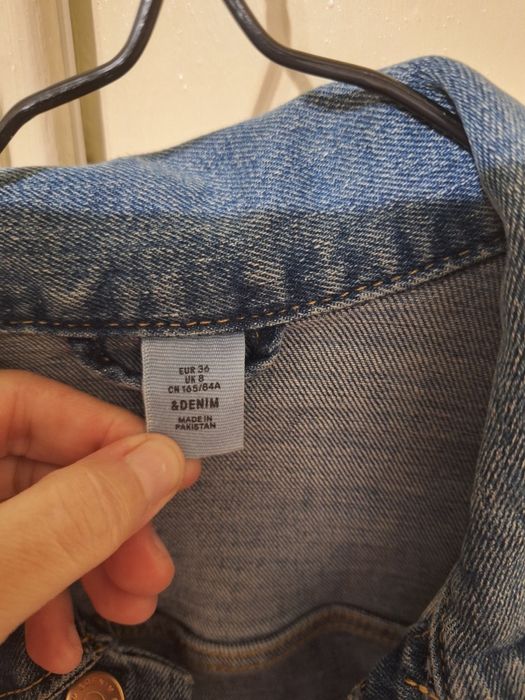 EUR 36
UK 8
CN 165/84A
&DENIM
MADE IN
PAKISTAN